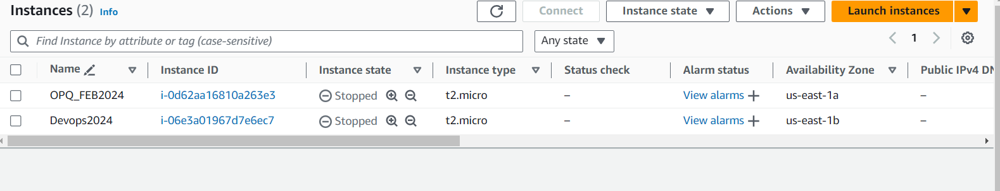 Instances (2) Info Connect Instance state Actions Launch instances
Find Instance by attribute or tag (case-sensitive) Any state 1
Name Instance ID Instance state Instance type Status check Alarm status Availability Zone Public IPv4 DN
OPQ_FEB2024 i-0d62aa16810a263e3 Stopped t2.micro – View alarms + us-east-1a –
Devops2024 i-06e3a01967d7e6ec7 Stopped t2.micro – View alarms + us-east-1b –